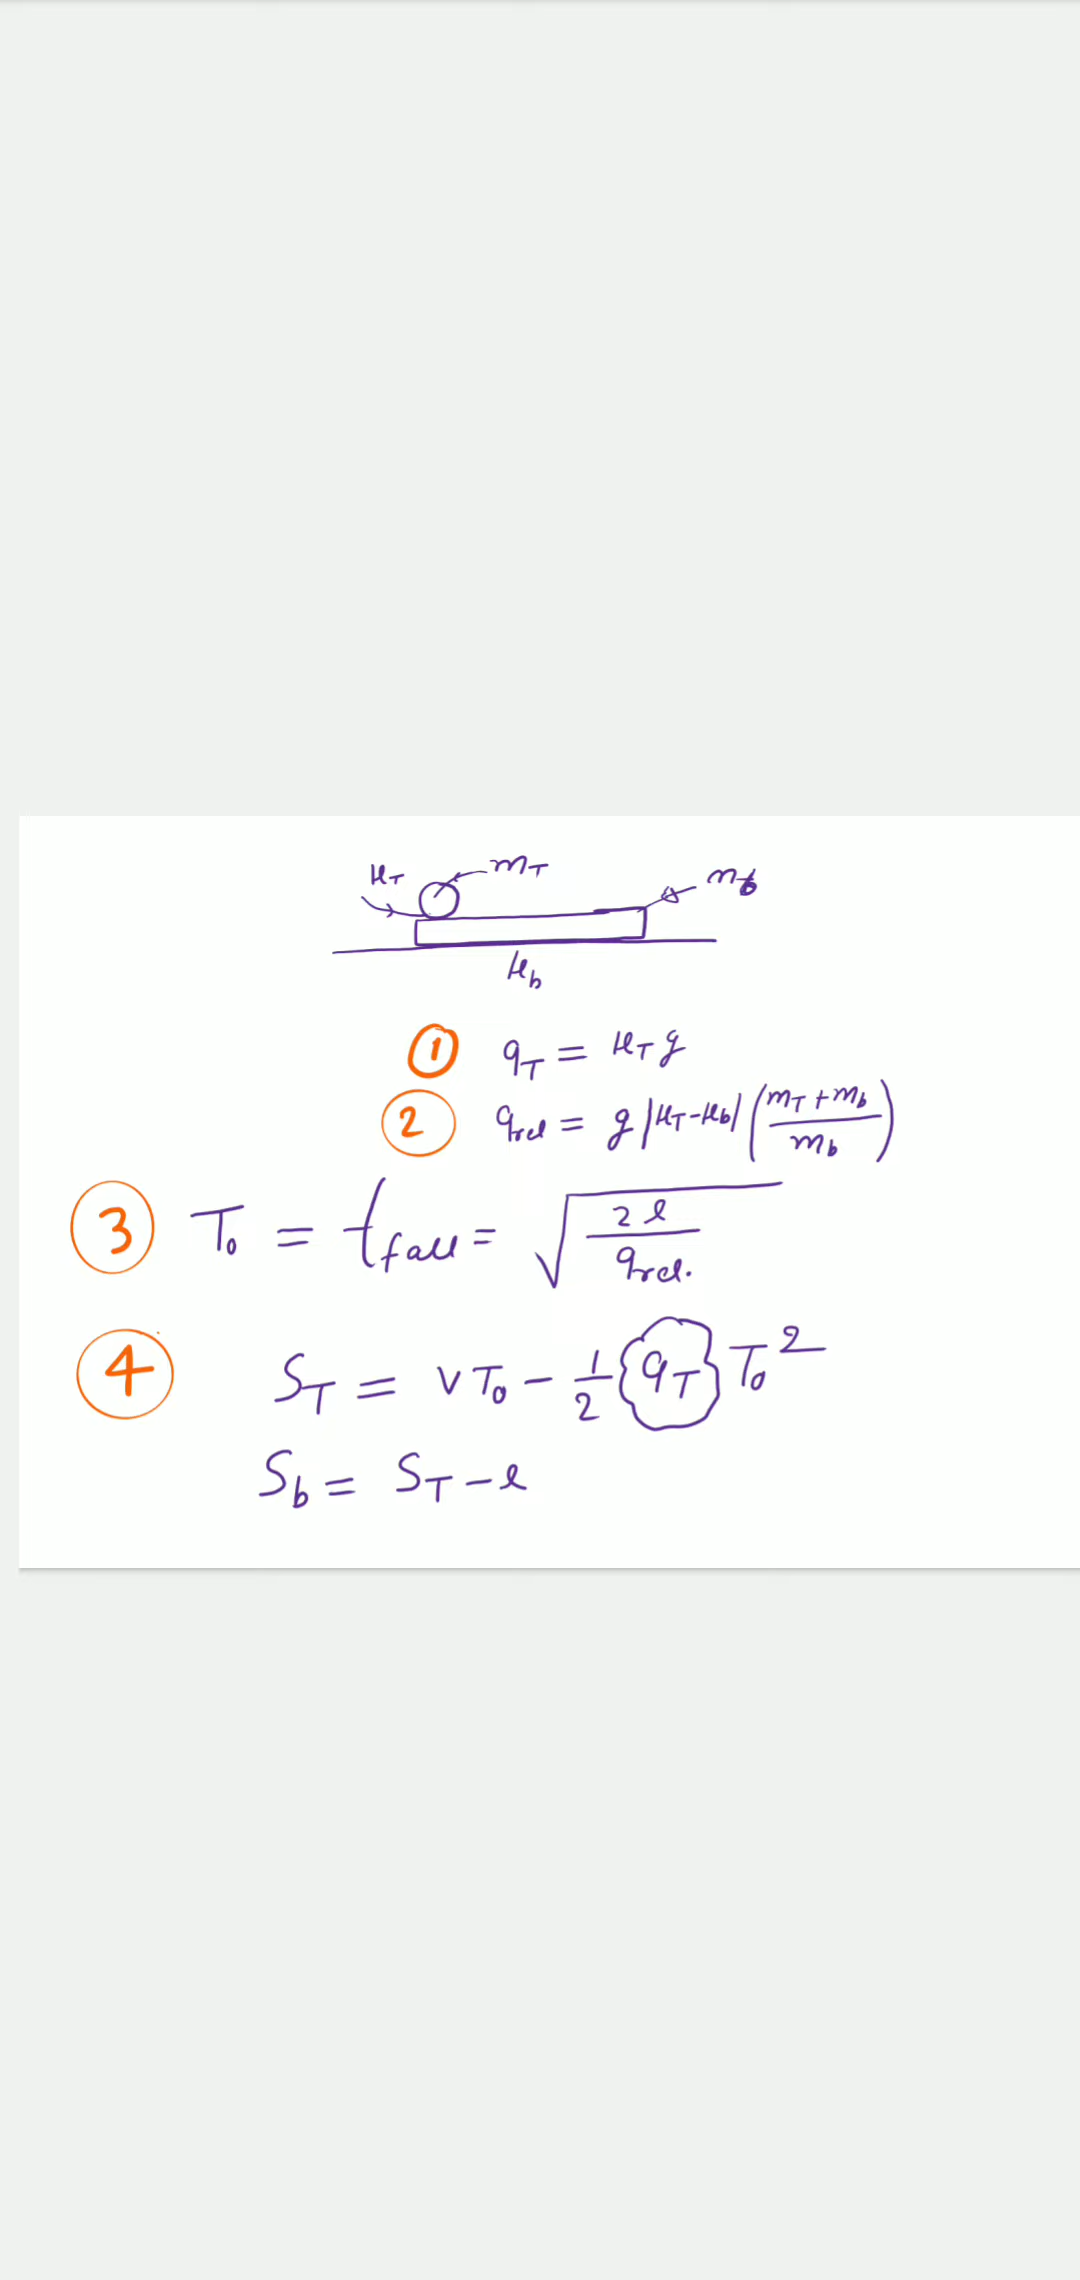 μT mT mb
μb
① aT = μT g
② arel = g |μT-μb| ((mT + mb)/mb)
③ T₀ = tfall = √(2l/arel.)
④ ST = vT₀ - 1/2 {aT} T₀²
Sb = ST - l